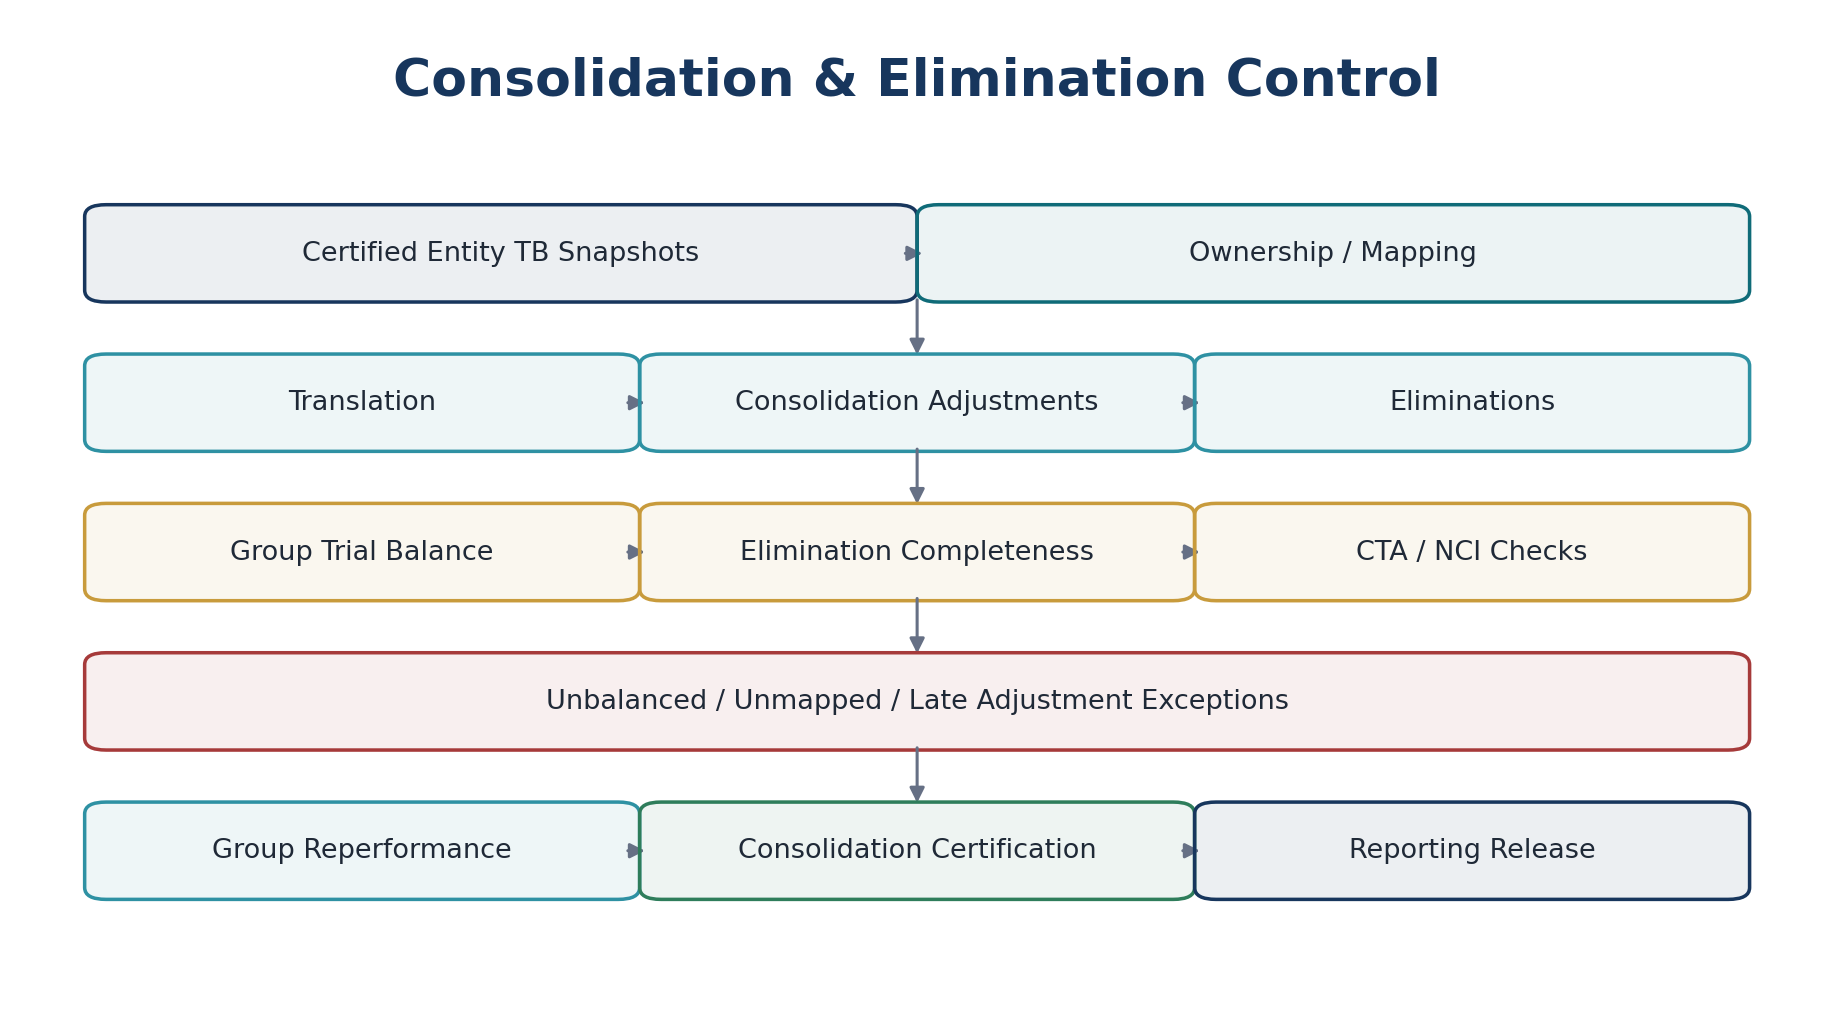 Consolidation & Elimination Control
Certified Entity TB Snapshots
Ownership / Mapping
Translation
Consolidation Adjustments
Eliminations
Group Trial Balance
Elimination Completeness
CTA / NCI Checks
Unbalanced / Unmapped / Late Adjustment Exceptions
Group Reperformance
Consolidation Certification
Reporting Release